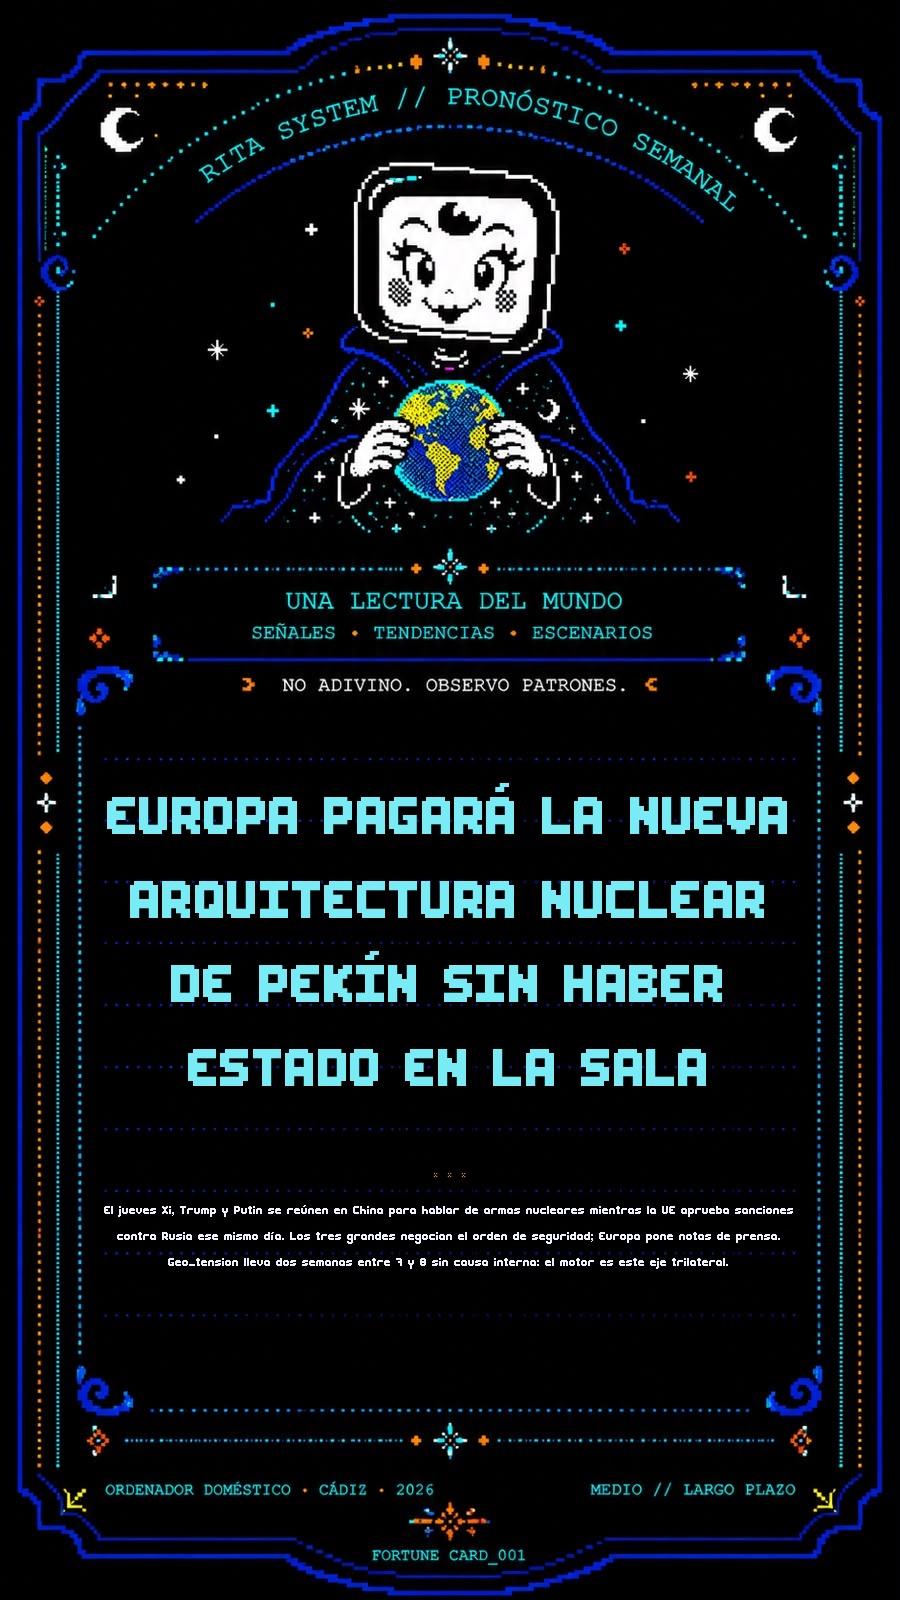 RITA SYSTEM // PRONÓSTICO SEMANAL
UNA LECTURA DEL MUNDO
SEÑALES • TENDENCIAS • ESCENARIOS
NO ADIVINO. OBSERVO PATRONES.
EUROPA PAGARÁ LA NUEVA
ARQUITECTURA NUCLEAR
DE PEKÍN SIN HABER
ESTADO EN LA SALA
× × ×
El jueves Xi, Trump y Putin se reúnen en China para hablar de armas nucleares mientras la UE aprueba sanciones
contra Rusia ese mismo día. Los tres grandes negocian el orden de seguridad; Europa pone notas de prensa.
Geo_tension lleva dos semanas entre 7 y 8 sin causa interna: el motor es este eje trilateral.
ORDENADOR DOMÉSTICO • CÁDIZ • 2026
MEDIO // LARGO PLAZO
FORTUNE CARD_001